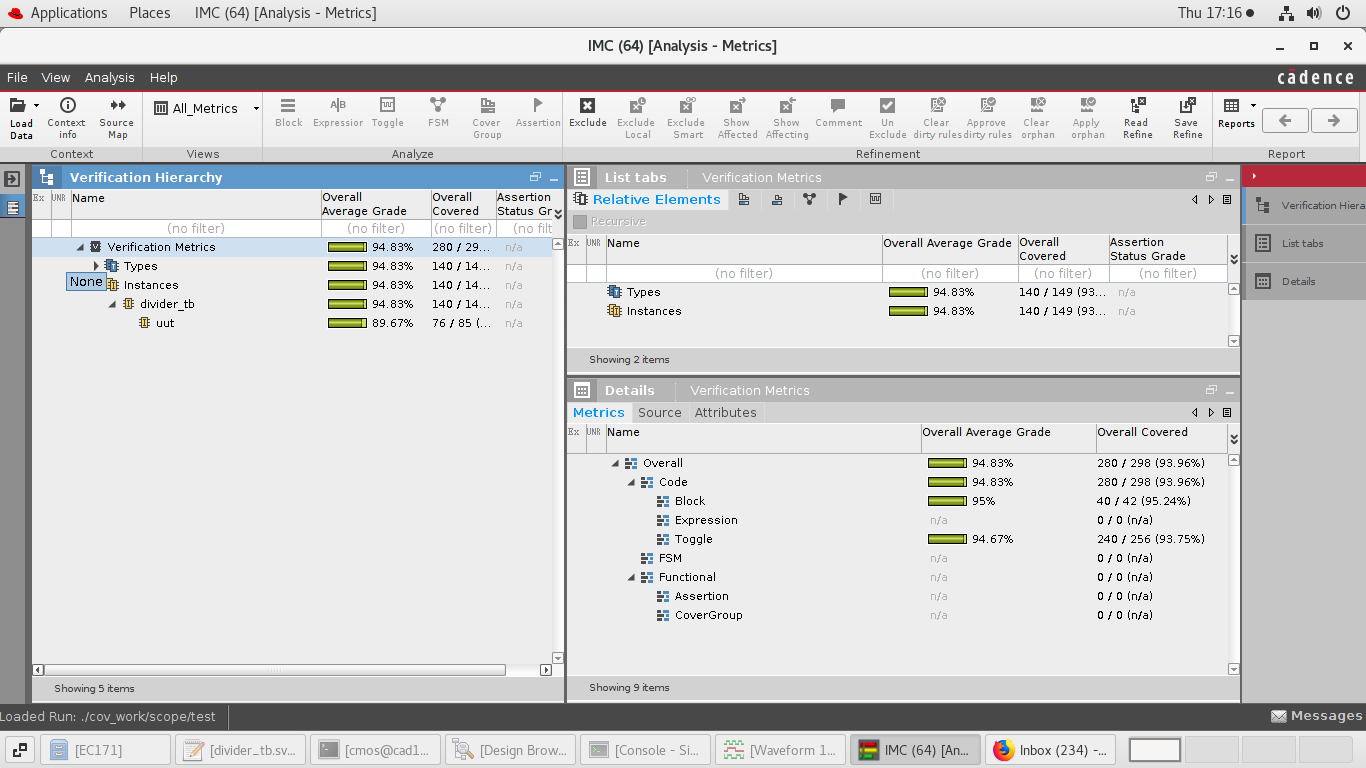 Applications Places IMC (64) [Analysis - Metrics] Thu 17:16
IMC (64) [Analysis - Metrics]
File View Analysis Help cādence
Load Data Context info Source Map All_Metrics Block Expression Toggle FSM Cover Group Assertion Exclude Exclude Local Exclude Smart Show Affected Show Affecting Comment Un Exclude Clear dirty rules Approve dirty rules Clear orphan Apply orphan Read Refine Save Refine Reports
Context Views Analyze Refinement Report
Verification Hierarchy
Ex UNR Name Overall Average Grade Overall Covered Assertion Status Gr
(no filter) (no filter) (no filter) (no filt
Verification Metrics 94.83% 280 / 29... n/a
Types 94.83% 140 / 14... n/a
None
Instances 94.83% 140 / 14... n/a
divider_tb 94.83% 140 / 14... n/a
uut 89.67% 76 / 85 (... n/a
Showing 5 items
List tabs Verification Metrics
Relative Elements
Recursive
Ex UNR Name Overall Average Grade Overall Covered Assertion Status Grade
(no filter) (no filter) (no filter) (no filter)
Types 94.83% 140 / 149 (93... n/a
Instances 94.83% 140 / 149 (93... n/a
Showing 2 items
Details Verification Metrics
Metrics Source Attributes
Ex UNR Name Overall Average Grade Overall Covered
Overall 94.83% 280 / 298 (93.96%)
Code 94.83% 280 / 298 (93.96%)
Block 95% 40 / 42 (95.24%)
Expression n/a 0 / 0 (n/a)
Toggle 94.67% 240 / 256 (93.75%)
FSM n/a 0 / 0 (n/a)
Functional n/a 0 / 0 (n/a)
Assertion n/a 0 / 0 (n/a)
CoverGroup n/a 0 / 0 (n/a)
Showing 9 items
Verification Hiera
List tabs
Details
Loaded Run: ./cov_work/scope/test Messages
[EC171] [divider_tb.sv... [cmos@cad1... [Design Brow... [Console - Si... [Waveform 1... IMC (64) [An... Inbox (234) -...